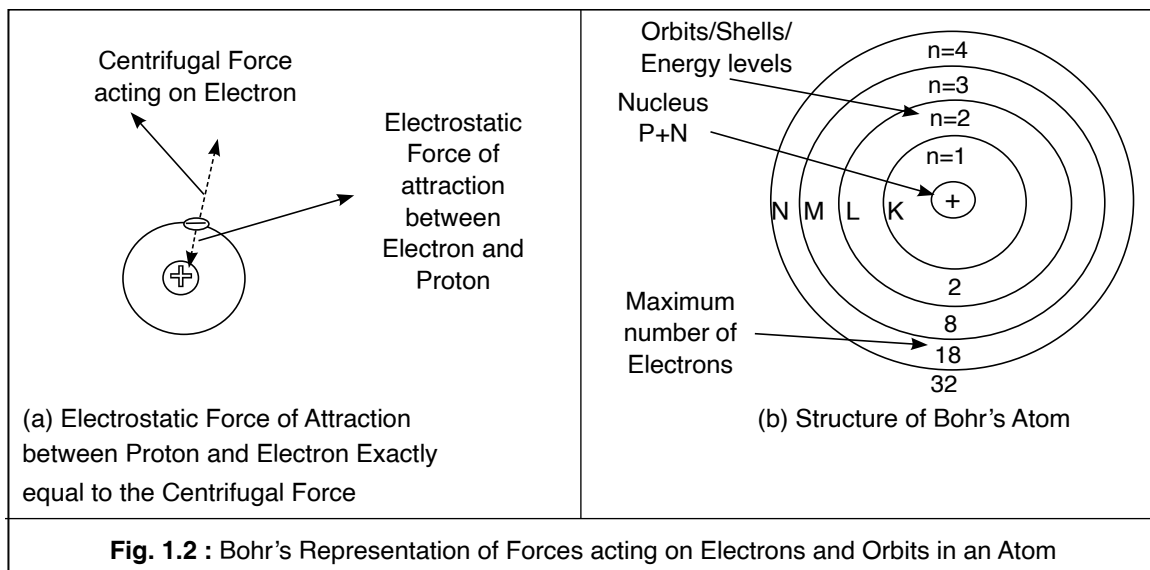 Centrifugal Force
acting on Electron
Electrostatic
Force of
attraction
between
Electron and
Proton
(a) Electrostatic Force of Attraction
between Proton and Electron Exactly
equal to the Centrifugal Force
Orbits/Shells/
Energy levels
Nucleus
P+N
n=4
n=3
n=2
n=1
+
N M L K
2
8
18
32
Maximum
number of
Electrons
(b) Structure of Bohr's Atom
Fig. 1.2 : Bohr's Representation of Forces acting on Electrons and Orbits in an Atom